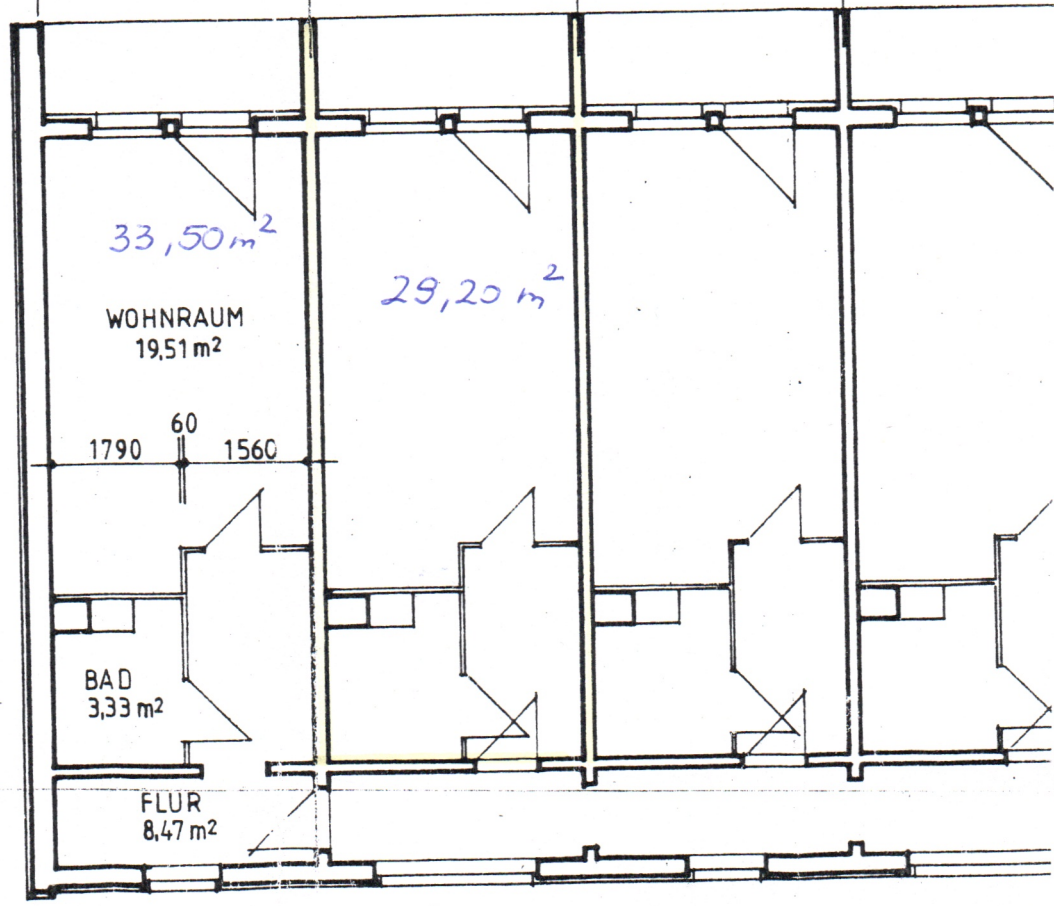 33,50 m²
29,20 m²
WOHNRAUM
19,51 m²
60
1790 1560
BAD
3,33 m²
FLUR
8,47 m²